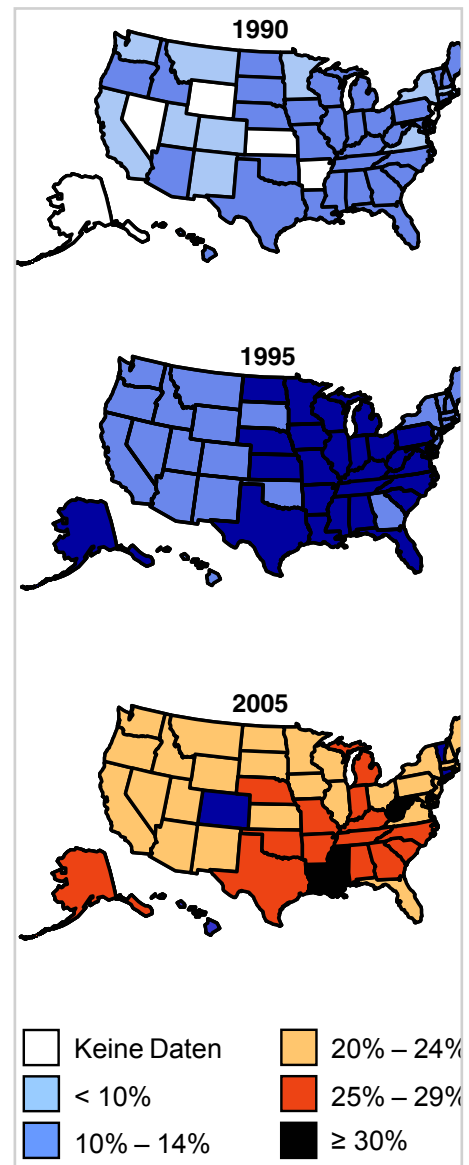 1990
1995
2005
Keine Daten
< 10%
10% – 14%
20% – 24%
25% – 29%
≥ 30%